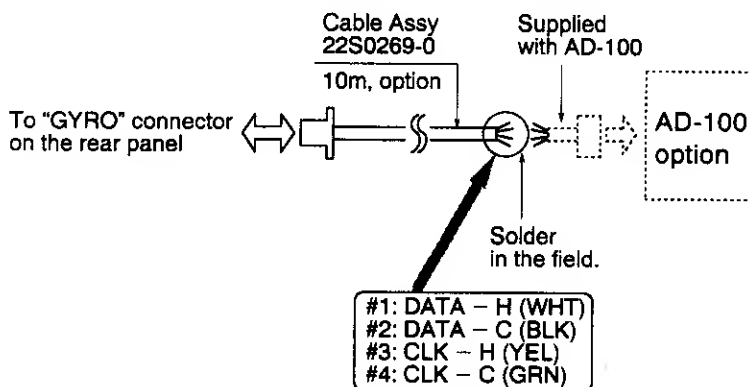 Cable Assy
22S0269-0
10m, option
Supplied
with AD-100
To "GYRO" connector
on the rear panel
AD-100
option
Solder
in the field.
#1: DATA – H (WHT)
#2: DATA – C (BLK)
#3: CLK – H (YEL)
#4: CLK – C (GRN)